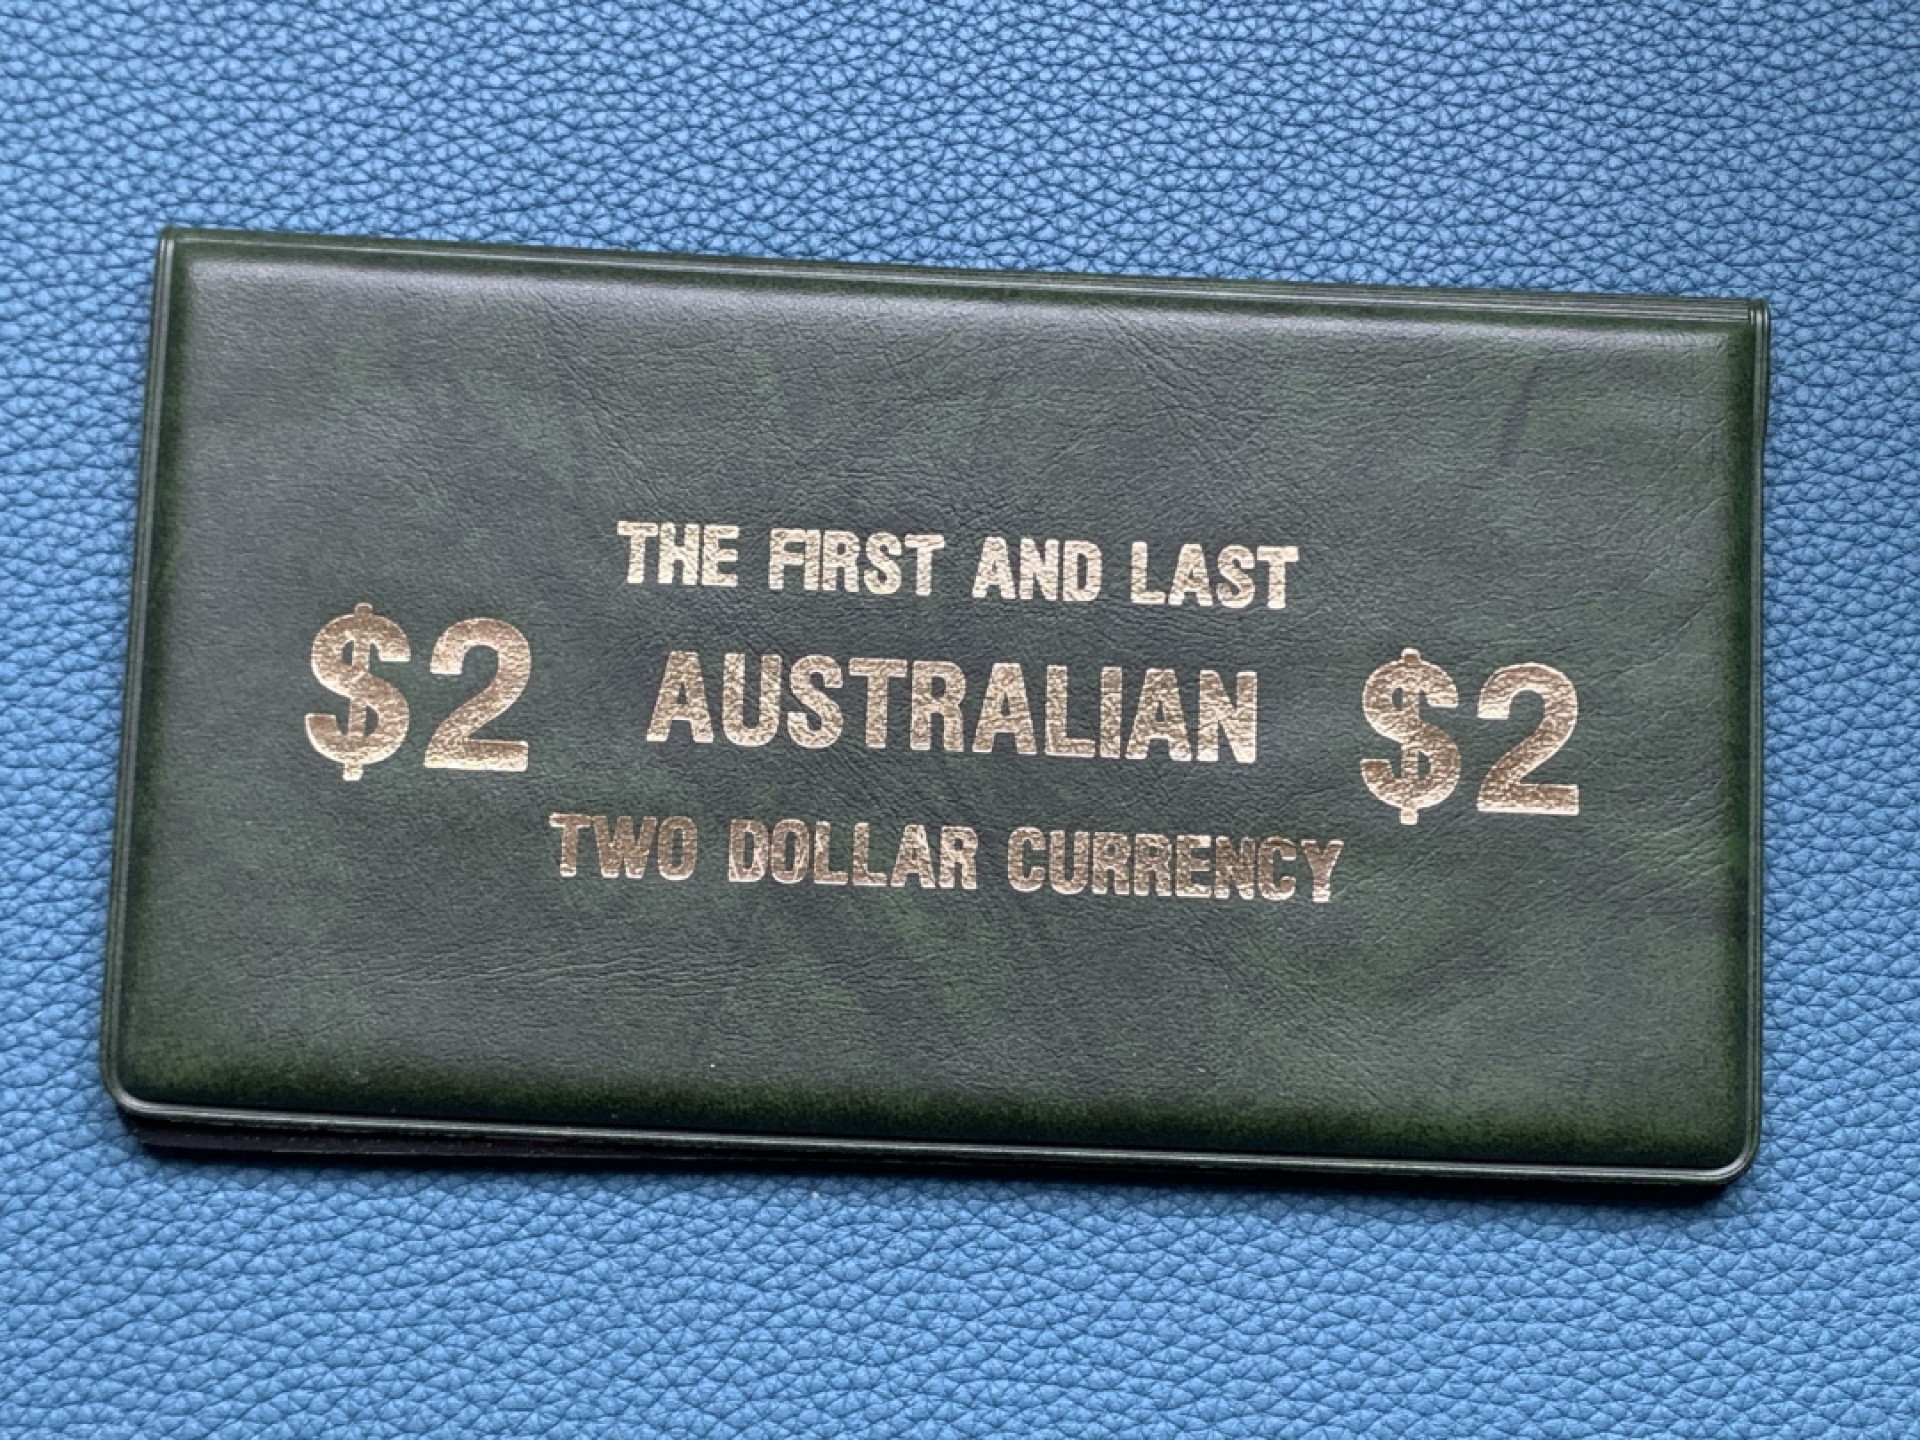 THE FIRST AND LAST
$2 AUSTRALIAN $2
TWO DOLLAR CURRENCY